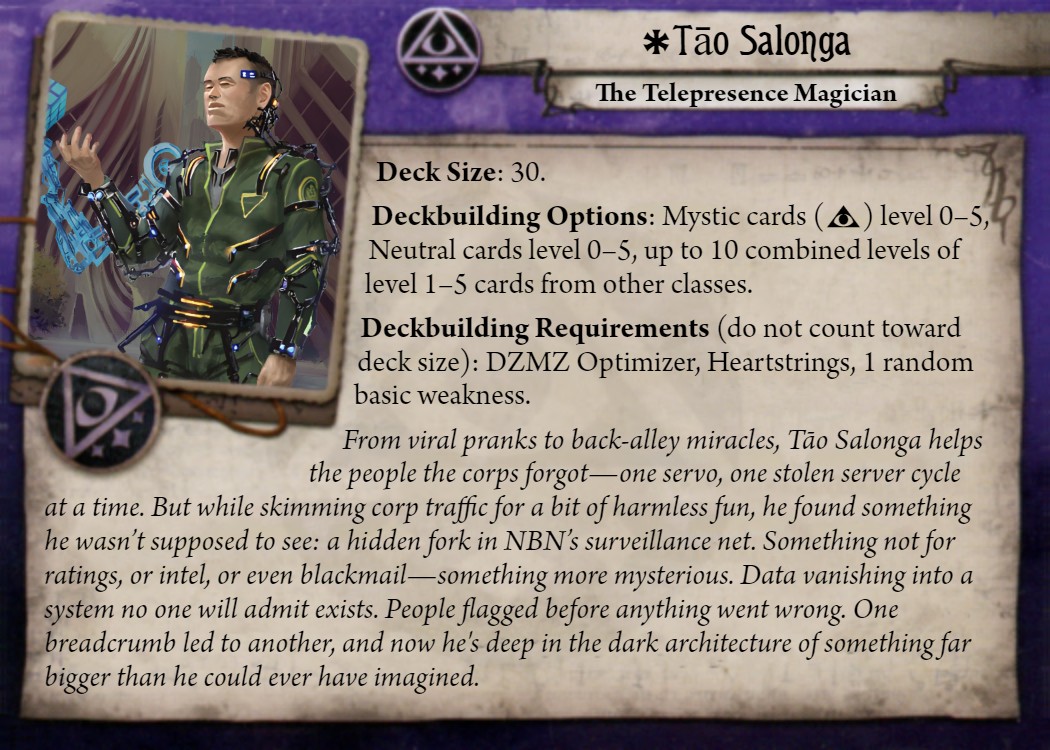 *Tāo Salonga
The Telepresence Magician
Deck Size: 30.
Deckbuilding Options: Mystic cards ( ) level 0–5,
Neutral cards level 0–5, up to 10 combined levels of
level 1–5 cards from other classes.
Deckbuilding Requirements (do not count toward
deck size): DZMZ Optimizer, Heartstrings, 1 random
basic weakness.
From viral pranks to back-alley miracles, Tāo Salonga helps
the people the corps forgot—one servo, one stolen server cycle
at a time. But while skimming corp traffic for a bit of harmless fun, he found something
he wasn’t supposed to see: a hidden fork in NBN’s surveillance net. Something not for
ratings, or intel, or even blackmail—something more mysterious. Data vanishing into a
system no one will admit exists. People flagged before anything went wrong. One
breadcrumb led to another, and now he's deep in the dark architecture of something far
bigger than he could ever have imagined.